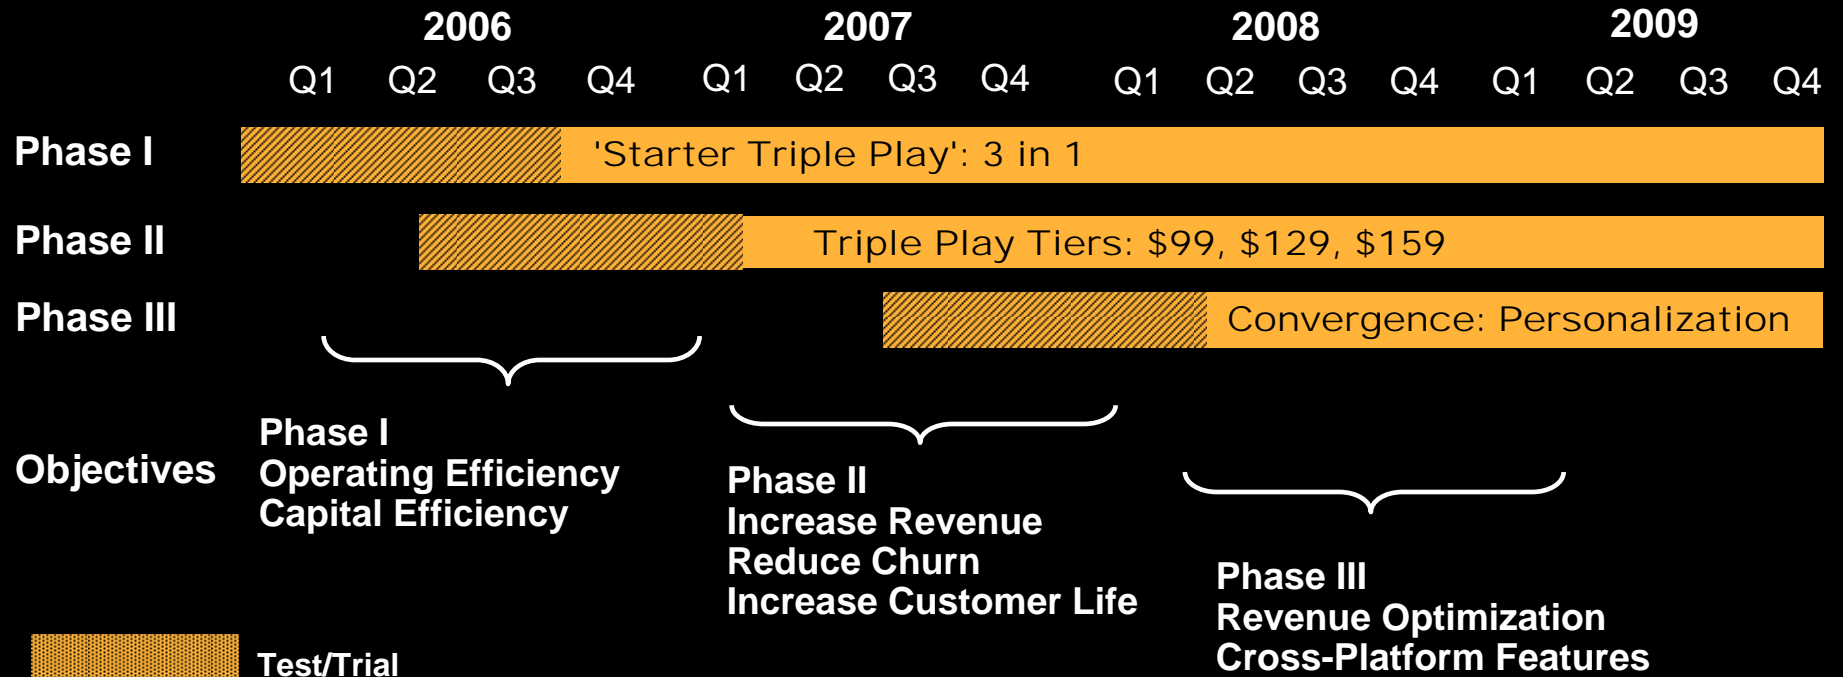 2006 2007 2008 2009
Q1 Q2 Q3 Q4 Q1 Q2 Q3 Q4 Q1 Q2 Q3 Q4 Q1 Q2 Q3 Q4
Phase I
'Starter Triple Play': 3 in 1
Phase II
Triple Play Tiers: $99, $129, $159
Phase III
Convergence: Personalization
Objectives
Phase I
Operating Efficiency
Capital Efficiency
Phase II
Increase Revenue
Reduce Churn
Increase Customer Life
Phase III
Revenue Optimization
Cross-Platform Features
Test/Trial